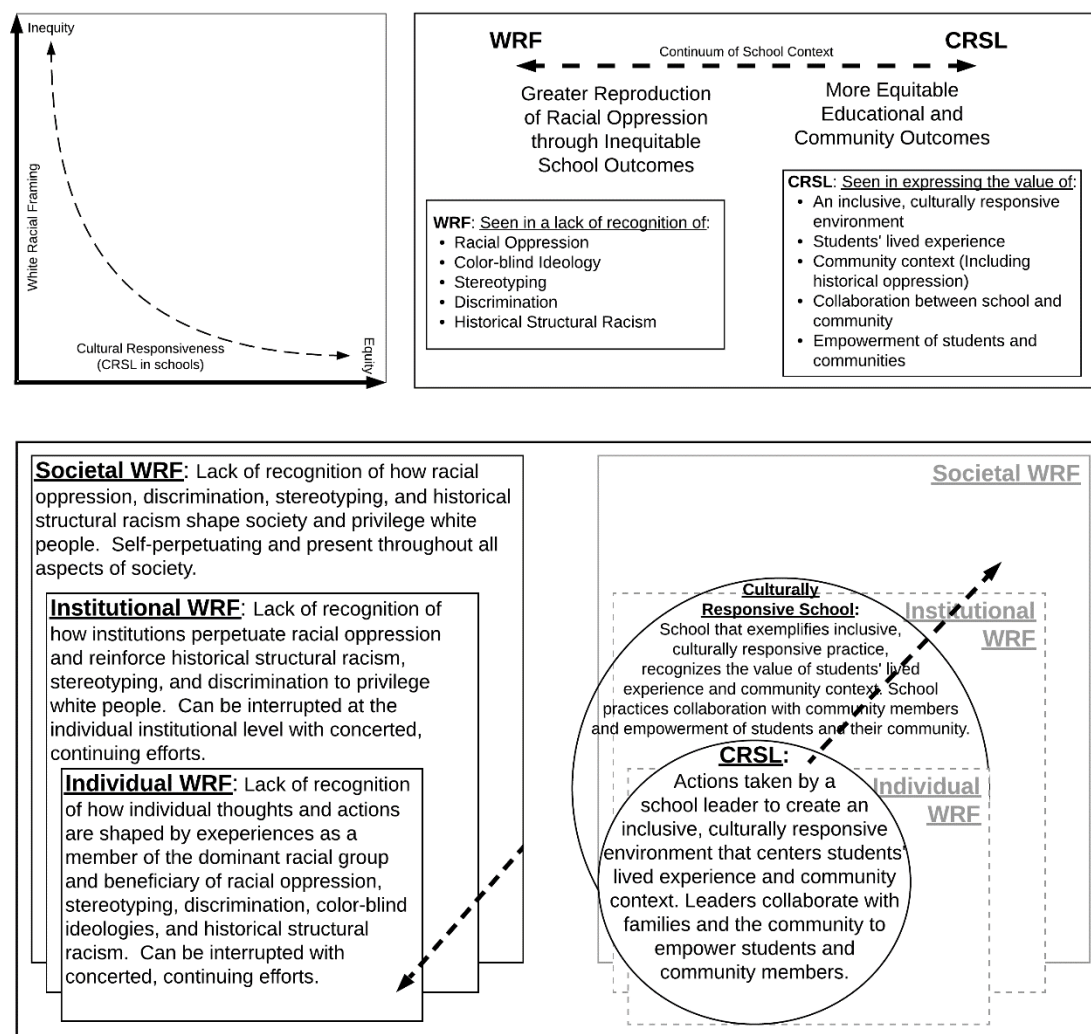 Inequity
White Racial Framing
Cultural Responsiveness
(CRSL in schools)
Equity
WRF
Continuum of School Context
CRSL
Greater Reproduction
of Racial Oppression
through Inequitable
School Outcomes
More Equitable
Educational and
Community Outcomes
WRF: Seen in a lack of recognition of:
• Racial Oppression
• Color-blind Ideology
• Stereotyping
• Discrimination
• Historical Structural Racism
CRSL: Seen in expressing the value of:
• An inclusive, culturally responsive
environment
• Students' lived experience
• Community context (Including
historical oppression)
• Collaboration between school and
community
• Empowerment of students and
communities
Societal WRF: Lack of recognition of how racial
oppression, discrimination, stereotyping, and historical
structural racism shape society and privilege white
people. Self-perpetuating and present throughout all
aspects of society.
Institutional WRF: Lack of recognition of
how institutions perpetuate racial oppression
and reinforce historical structural racism,
stereotyping, and discrimination to privilege
white people. Can be interrupted at the
individual institutional level with concerted,
continuing efforts.
Individual WRF: Lack of recognition
of how individual thoughts and actions
are shaped by exeperiences as a
member of the dominant racial group
and beneficiary of racial oppression,
stereotyping, discrimination, color-blind
ideologies, and historical structural
racism. Can be interrupted with
concerted, continuing efforts.
Societal WRF
Institutional
WRF
Individual
WRF
Culturally
Responsive School:
School that exemplifies inclusive,
culturally responsive practice,
recognizes the value of students' lived
experience and community context. School
practices collaboration with community members
and empowerment of students and their community.
CRSL:
Actions taken by a
school leader to create an
inclusive, culturally responsive
environment that centers students'
lived experience and community
context. Leaders collaborate with
families and the community to
empower students and
community members.